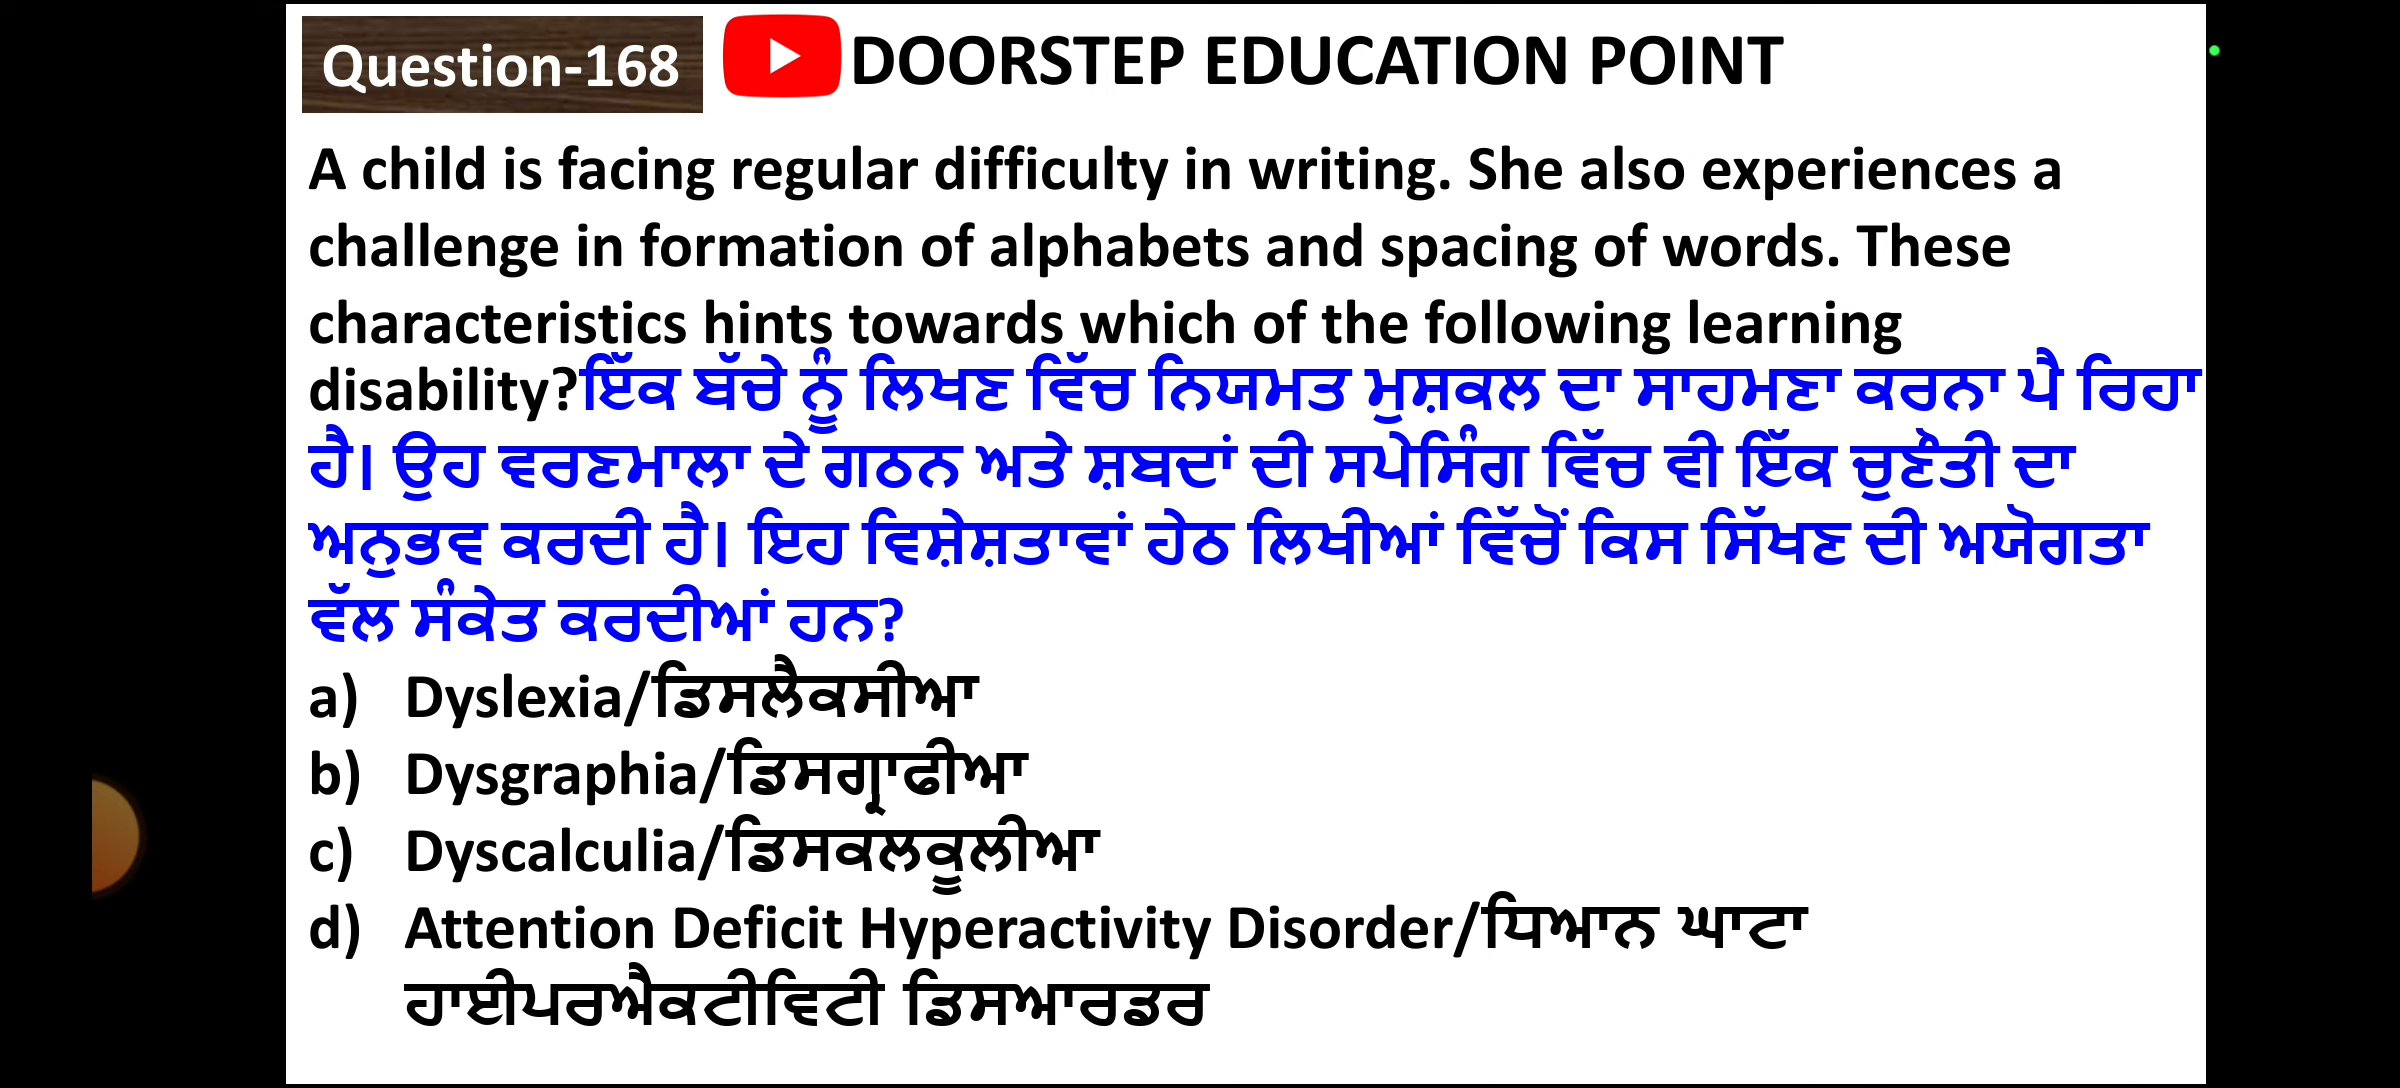 Question-168 DOORSTEP EDUCATION POINT
A child is facing regular difficulty in writing. She also experiences a
challenge in formation of alphabets and spacing of words. These
characteristics hints towards which of the following learning
disability?ਇੱਕ ਬੱਚੇ ਨੂੰ ਲਿਖਣ ਵਿੱਚ ਨਿਯਮਤ ਮੁਸ਼ਕਲ ਦਾ ਸਾਹਮਣਾ ਕਰਨਾ ਪੈ ਰਿਹਾ
ਹੈ। ਉਹ ਵਰਣਮਾਲਾ ਦੇ ਗਠਨ ਅਤੇ ਸ਼ਬਦਾਂ ਦੀ ਸਪੇਸਿੰਗ ਵਿੱਚ ਵੀ ਇੱਕ ਚੁਣੌਤੀ ਦਾ
ਅਨੁਭਵ ਕਰਦੀ ਹੈ। ਇਹ ਵਿਸ਼ੇਸ਼ਤਾਵਾਂ ਹੇਠ ਲਿਖੀਆਂ ਵਿੱਚੋਂ ਕਿਸ ਸਿੱਖਣ ਦੀ ਅਯੋਗਤਾ
ਵੱਲ ਸੰਕੇਤ ਕਰਦੀਆਂ ਹਨ?
a) Dyslexia/ਡਿਸਲੈਕਸੀਆ
b) Dysgraphia/ਡਿਸਗ੍ਰਾਫੀਆ
c) Dyscalculia/ਡਿਸਕਲਕੂਲੀਆ
d) Attention Deficit Hyperactivity Disorder/ਧਿਆਨ ਘਾਟਾ
ਹਾਈਪਰਐਕਟੀਵਿਟੀ ਡਿਸਆਰਡਰ